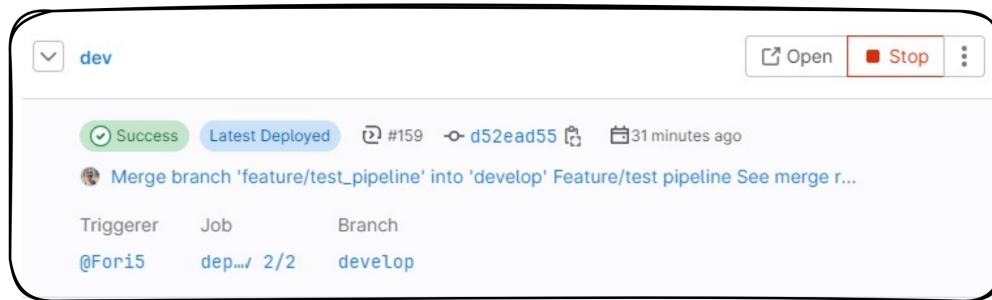 dev Open Stop
Success Latest Deployed #159 d52ead55 31 minutes ago
Merge branch 'feature/test_pipeline' into 'develop' Feature/test pipeline See merge r...
Triggerer Job Branch
@Fori5 dep… 2/2 develop